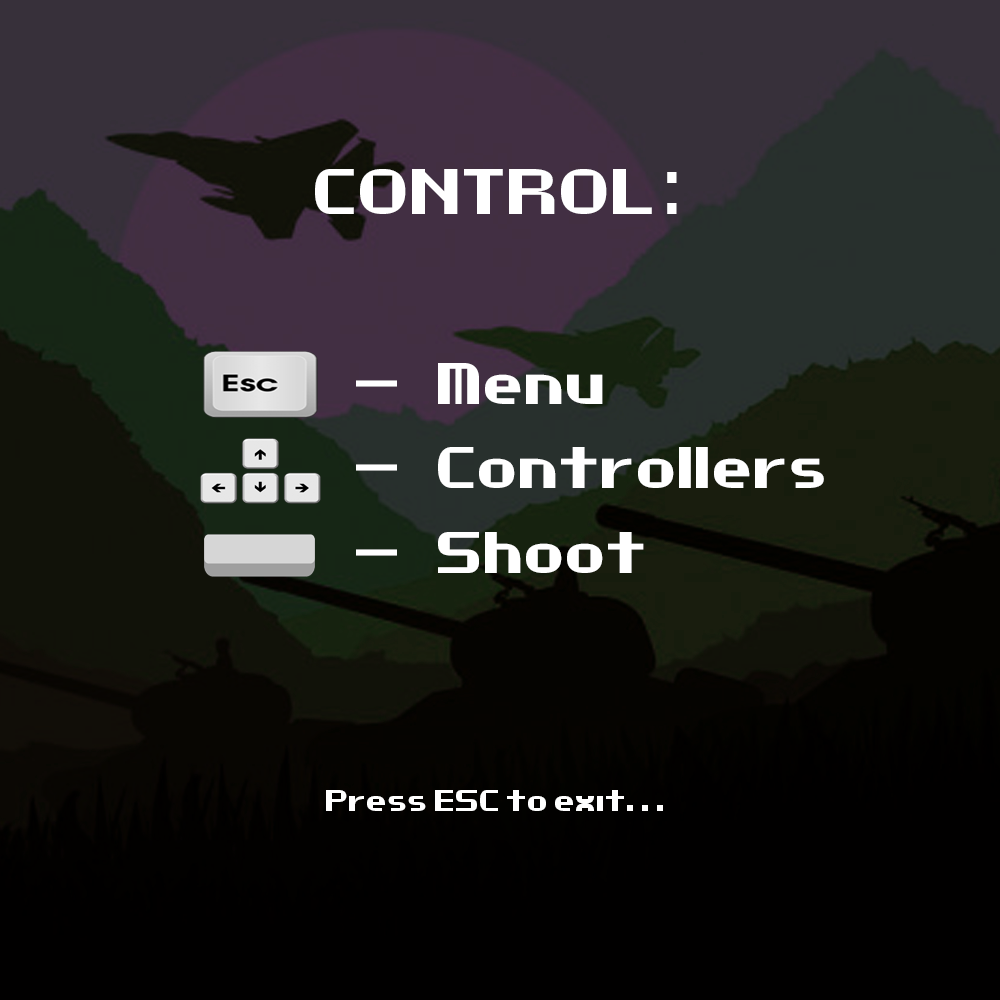 CONTROL:
Esc — Menu
↑ ← ↓ → — Controllers
— Shoot
Press ESC to exit...